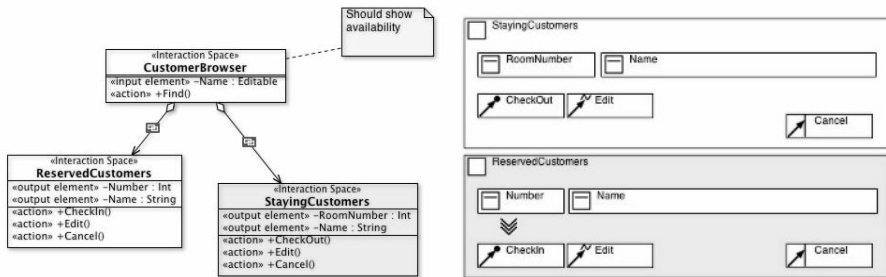 Should show
availability
«Interaction Space»
CustomerBrowser
«input element» -Name : Editable
«action» +Find()
«Interaction Space»
ReservedCustomers
«output element» -Number : Int
«output element» -Name : String
«action» +CheckIn()
«action» +Edit()
«action» +Cancel()
«Interaction Space»
StayingCustomers
«output element» -RoomNumber : Int
«output element» -Name : String
«action» +CheckOut()
«action» +Edit()
«action» +Cancel()
StayingCustomers
RoomNumber
Name
CheckOut
Edit
Cancel
ReservedCustomers
Number
Name
CheckIn
Edit
Cancel